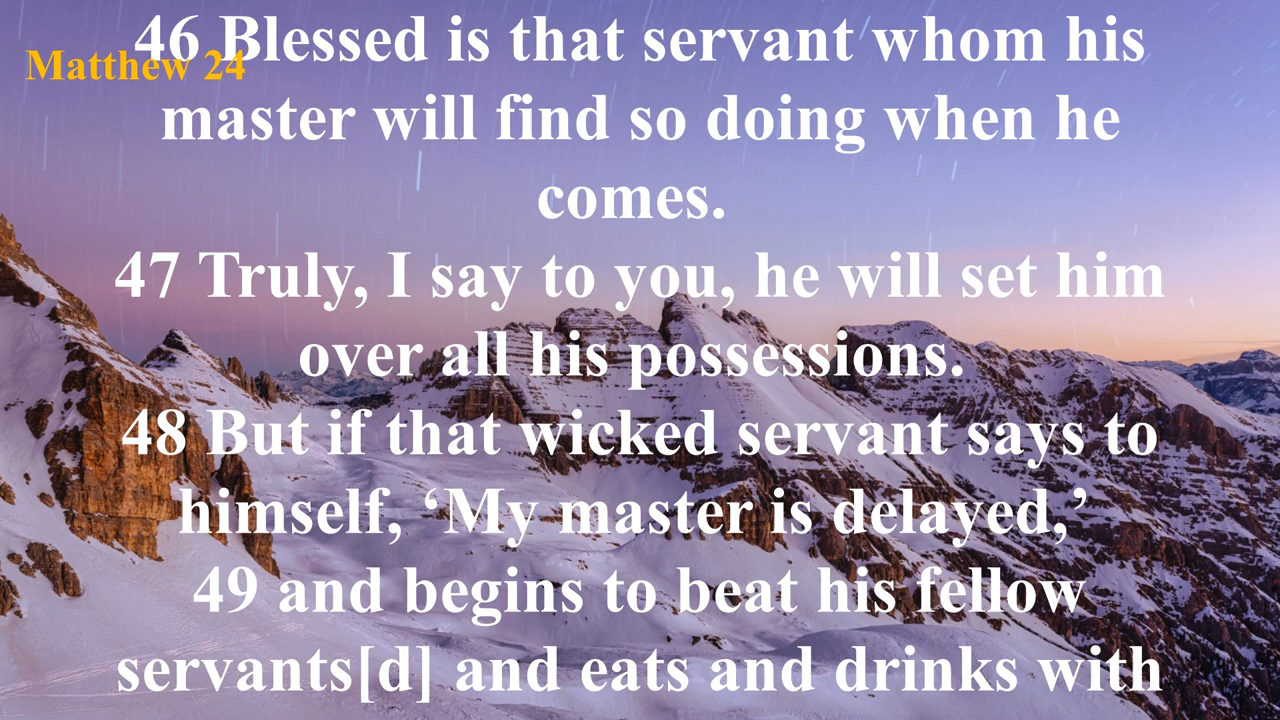 Matthew 24
46 Blessed is that servant whom his
master will find so doing when he
comes.
47 Truly, I say to you, he will set him
over all his possessions.
48 But if that wicked servant says to
himself, ‘My master is delayed,’
49 and begins to beat his fellow
servants[d] and eats and drinks with